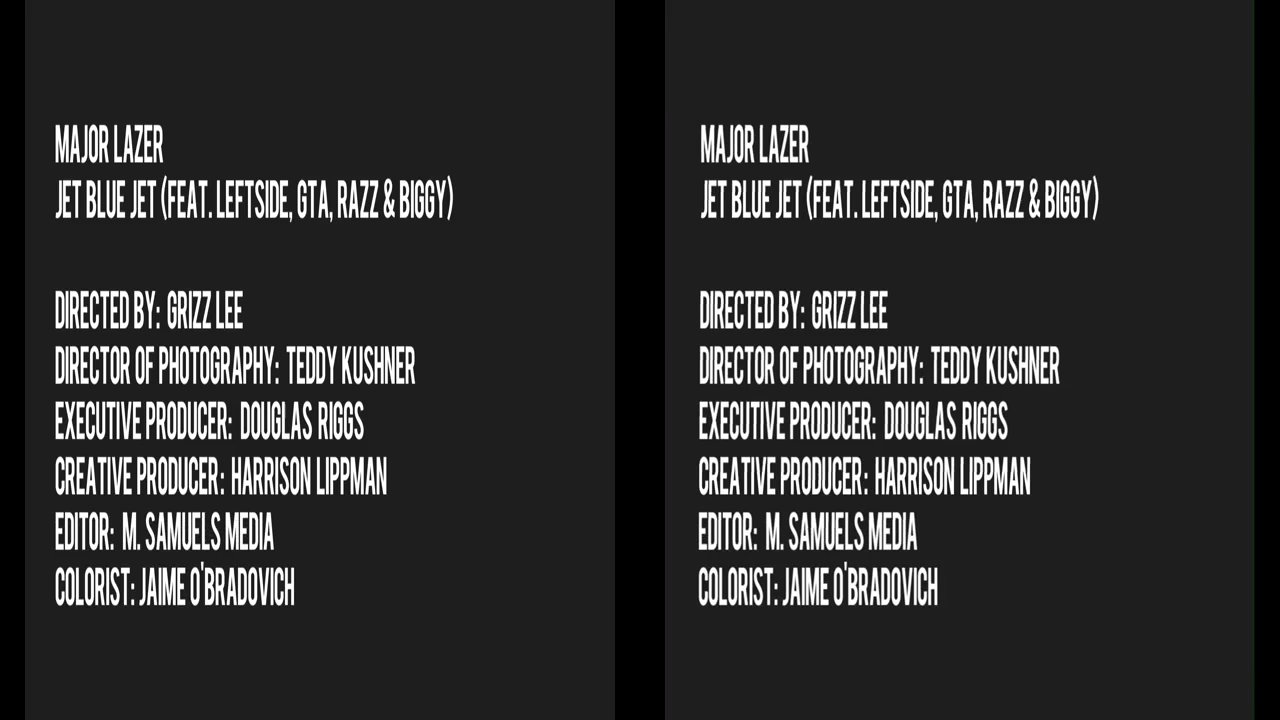 MAJOR LAZER
JET BLUE JET (FEAT. LEFTSIDE, GTA, RAZZ & BIGGY)
DIRECTED BY: GRIZZ LEE
DIRECTOR OF PHOTOGRAPHY: TEDDY KUSHNER
EXECUTIVE PRODUCER: DOUGLAS RIGGS
CREATIVE PRODUCER: HARRISON LIPPMAN
EDITOR: M. SAMUELS MEDIA
COLORIST: JAIME O'BRADOVICH
MAJOR LAZER
JET BLUE JET (FEAT. LEFTSIDE, GTA, RAZZ & BIGGY)
DIRECTED BY: GRIZZ LEE
DIRECTOR OF PHOTOGRAPHY: TEDDY KUSHNER
EXECUTIVE PRODUCER: DOUGLAS RIGGS
CREATIVE PRODUCER: HARRISON LIPPMAN
EDITOR: M. SAMUELS MEDIA
COLORIST: JAIME O'BRADOVICH